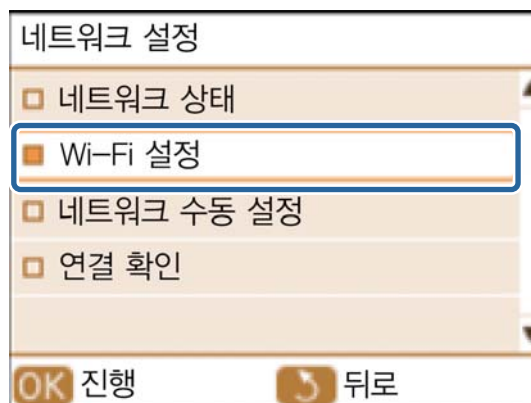 네트워크 설정
네트워크 상태
Wi-Fi 설정
네트워크 수동 설정
연결 확인
OK 진행 뒤로